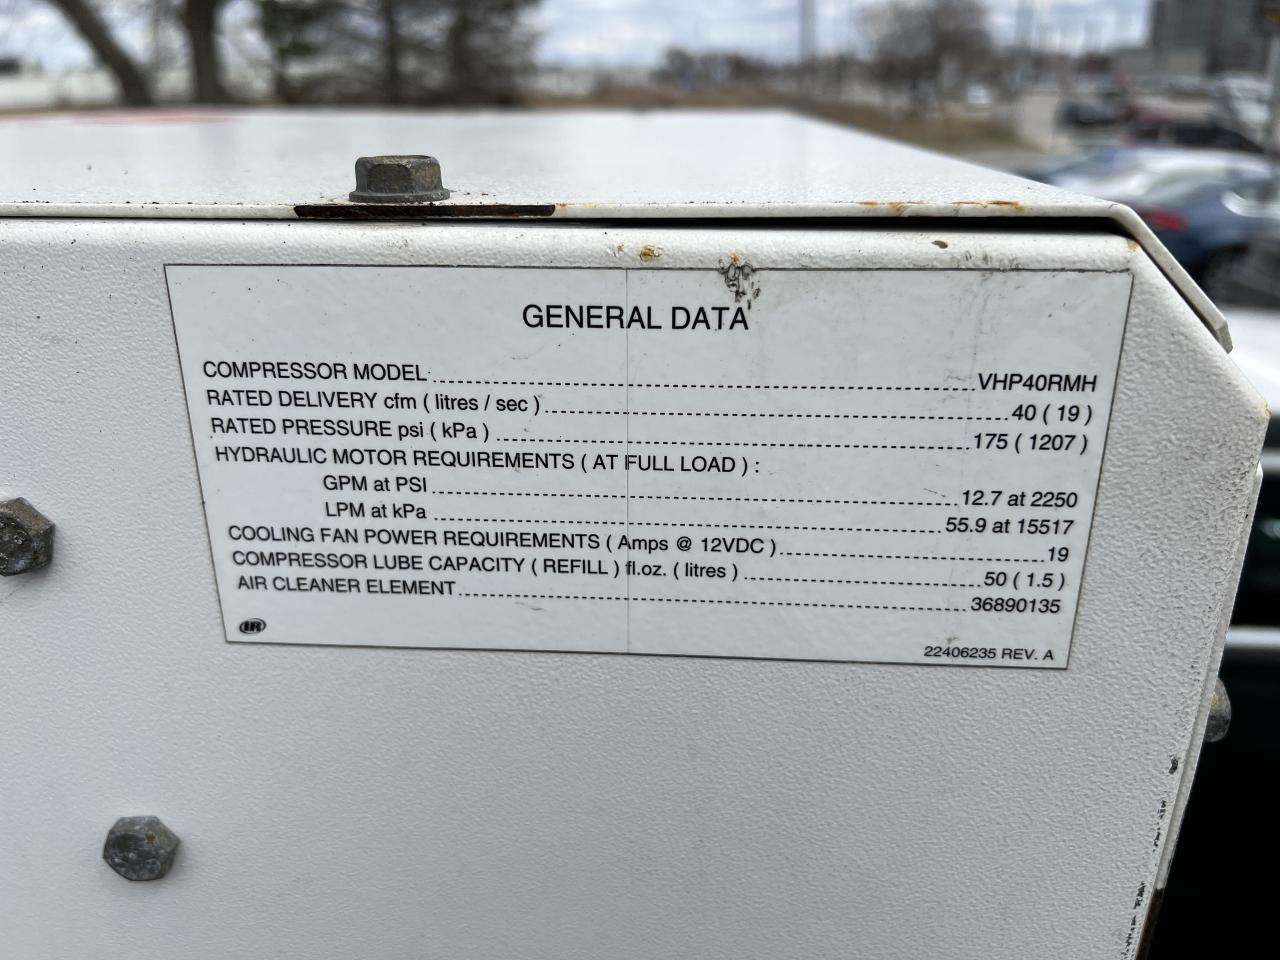 GENERAL DATA
COMPRESSOR MODEL VHP40RMH
RATED DELIVERY cfm ( litres / sec ) 40 ( 19 )
RATED PRESSURE psi ( kPa ) 175 ( 1207 )
HYDRAULIC MOTOR REQUIREMENTS ( AT FULL LOAD ) :
GPM at PSI 12.7 at 2250
LPM at kPa 55.9 at 15517
COOLING FAN POWER REQUIREMENTS ( Amps @ 12VDC ) 19
COMPRESSOR LUBE CAPACITY ( REFILL ) fl.oz. ( litres ) 50 ( 1.5 )
AIR CLEANER ELEMENT 36890135
IR
22406235 REV. A